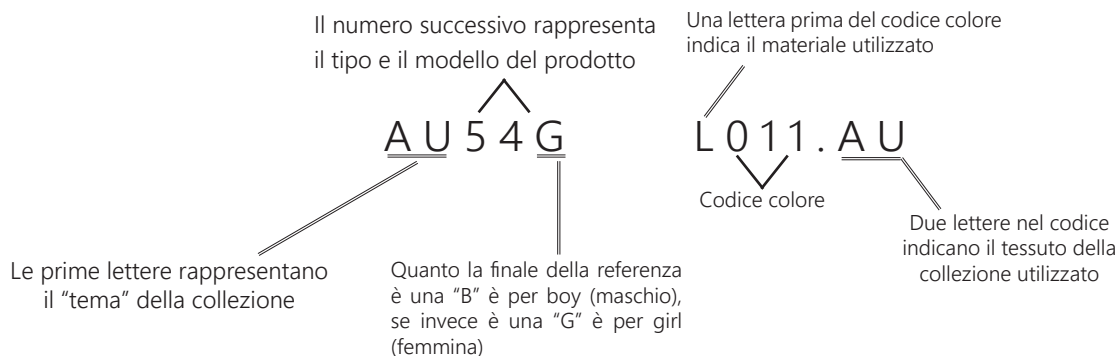 Il numero successivo rappresenta
il tipo e il modello del prodotto
Una lettera prima del codice colore
indica il materiale utilizzato
AU54G
L011.AU
Codice colore
Le prime lettere rappresentano
il “tema” della collezione
Quanto la finale della referenza
è una “B” è per boy (maschio),
se invece è una “G” è per girl
(femmina)
Due lettere nel codice
indicano il tessuto della
collezione utilizzato